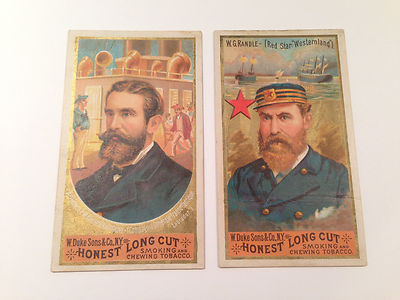 W. Duke Sons & Co. N.Y.
HONEST LONG CUT
SMOKING AND
CHEWING TOBACCO.
W. G. RANDLE - (Red Star "Westernland")
W. Duke Sons & Co. N.Y.
HONEST LONG CUT
SMOKING AND
CHEWING TOBACCO.